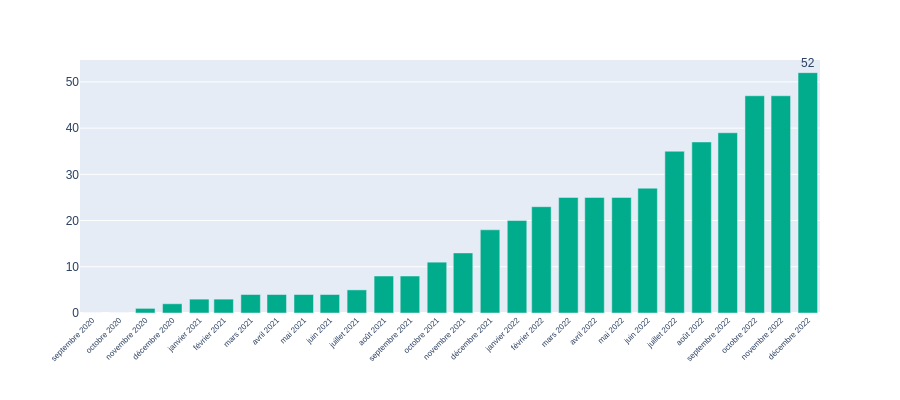 52
50
40
30
20
10
0
septembre 2020
octobre 2020
novembre 2020
décembre 2020
janvier 2021
février 2021
mars 2021
avril 2021
mai 2021
juin 2021
juillet 2021
août 2021
septembre 2021
octobre 2021
novembre 2021
décembre 2021
janvier 2022
février 2022
mars 2022
avril 2022
mai 2022
juin 2022
juillet 2022
août 2022
septembre 2022
octobre 2022
novembre 2022
décembre 2022